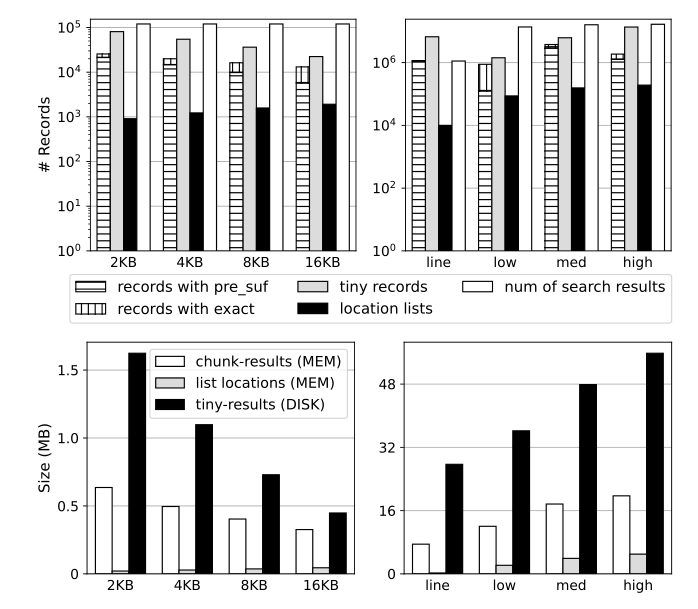 # Records
10^5
10^4
10^3
10^2
10^1
10^0
2KB 4KB 8KB 16KB
10^6
10^4
10^2
10^0
line low med high
records with pre_suf
records with exact
tiny records
location lists
num of search results
Size (MB)
1.5
1.0
0.5
0
chunk-results (MEM)
list locations (MEM)
tiny-results (DISK)
2KB 4KB 8KB 16KB
48
32
16
0
line low med high